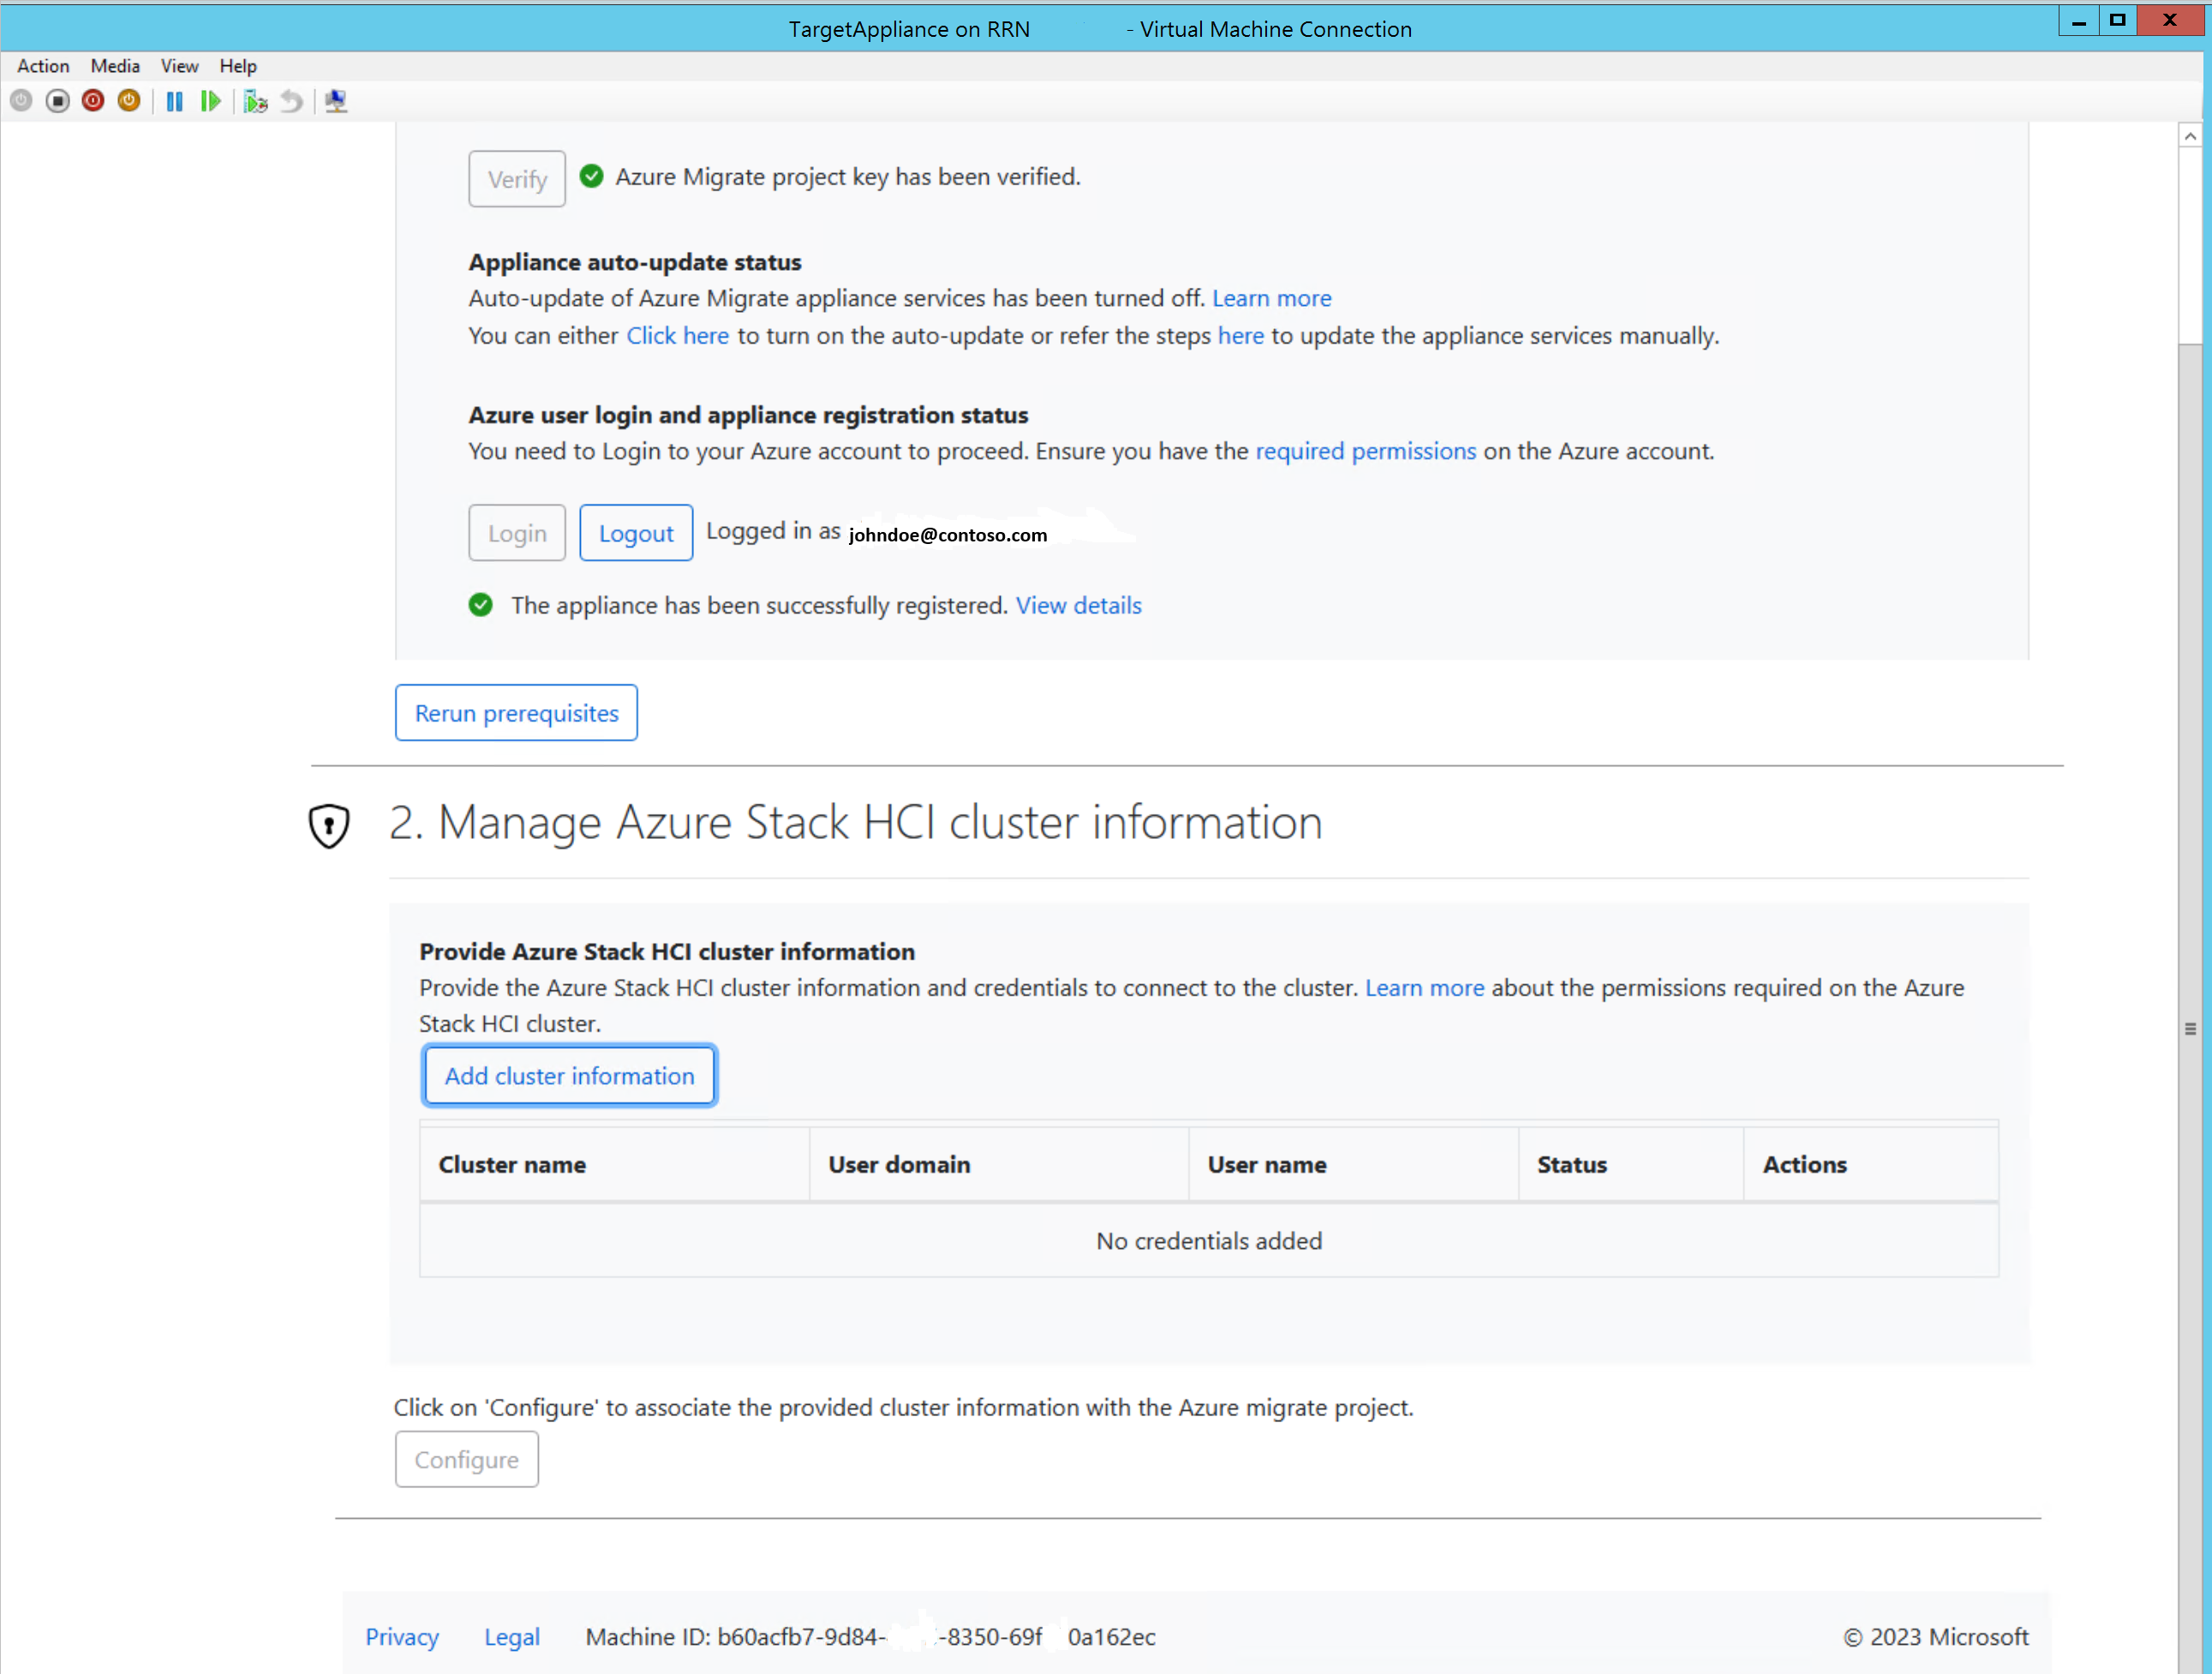 TargetAppliance on RRN - Virtual Machine Connection
Action Media View Help
Verify Azure Migrate project key has been verified.
Appliance auto-update status
Auto-update of Azure Migrate appliance services has been turned off. Learn more
You can either Click here to turn on the auto-update or refer the steps here to update the appliance services manually.
Azure user login and appliance registration status
You need to Login to your Azure account to proceed. Ensure you have the required permissions on the Azure account.
Login Logout Logged in as johndoe@contoso.com
The appliance has been successfully registered. View details
Rerun prerequisites
2. Manage Azure Stack HCI cluster information
Provide Azure Stack HCI cluster information
Provide the Azure Stack HCI cluster information and credentials to connect to the cluster. Learn more about the permissions required on the Azure
Stack HCI cluster.
Add cluster information
Cluster name User domain User name Status Actions
No credentials added
Click on 'Configure' to associate the provided cluster information with the Azure migrate project.
Configure
Privacy Legal Machine ID: b60acfb7-9d84- -8350-69f 0a162ec © 2023 Microsoft